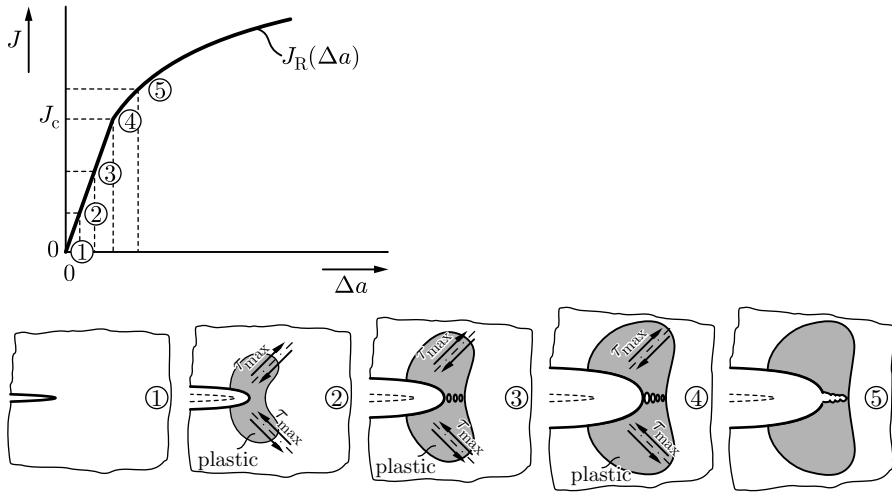 J
J_R(Δa)
⑤
J_c
④
③
②
0
①
0
Δa
τ_max
τ_max
τ_max
τ_max
①
②
③
④
⑤
τ_max
τ_max
plastic
plastic
plastic